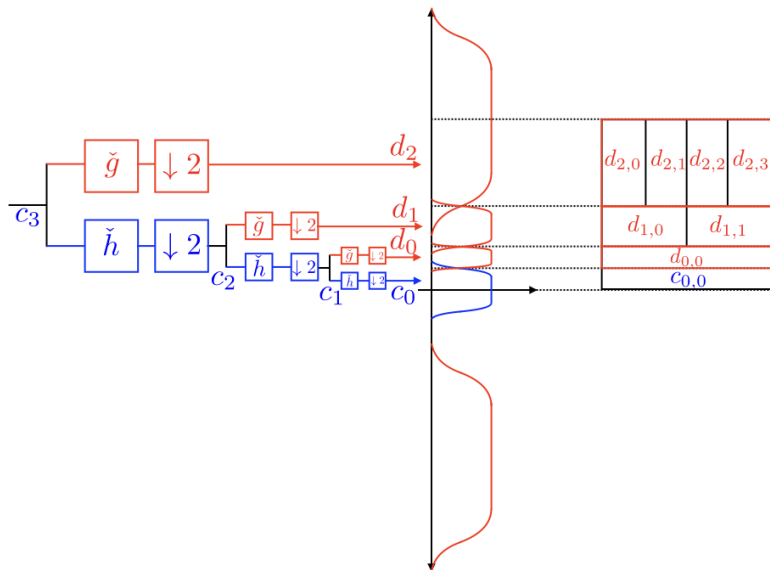 ǧ ↓ 2 d₂
c₃
ȟ ↓ 2
c₂
ǧ ↓ 2 d₁
ȟ ↓ 2
c₁
ǧ ↓ 2 d₀
ȟ ↓ 2 c₀
d₂,₀ d₂,₁ d₂,₂ d₂,₃
d₁,₀ d₁,₁
d₀,₀
c₀,₀